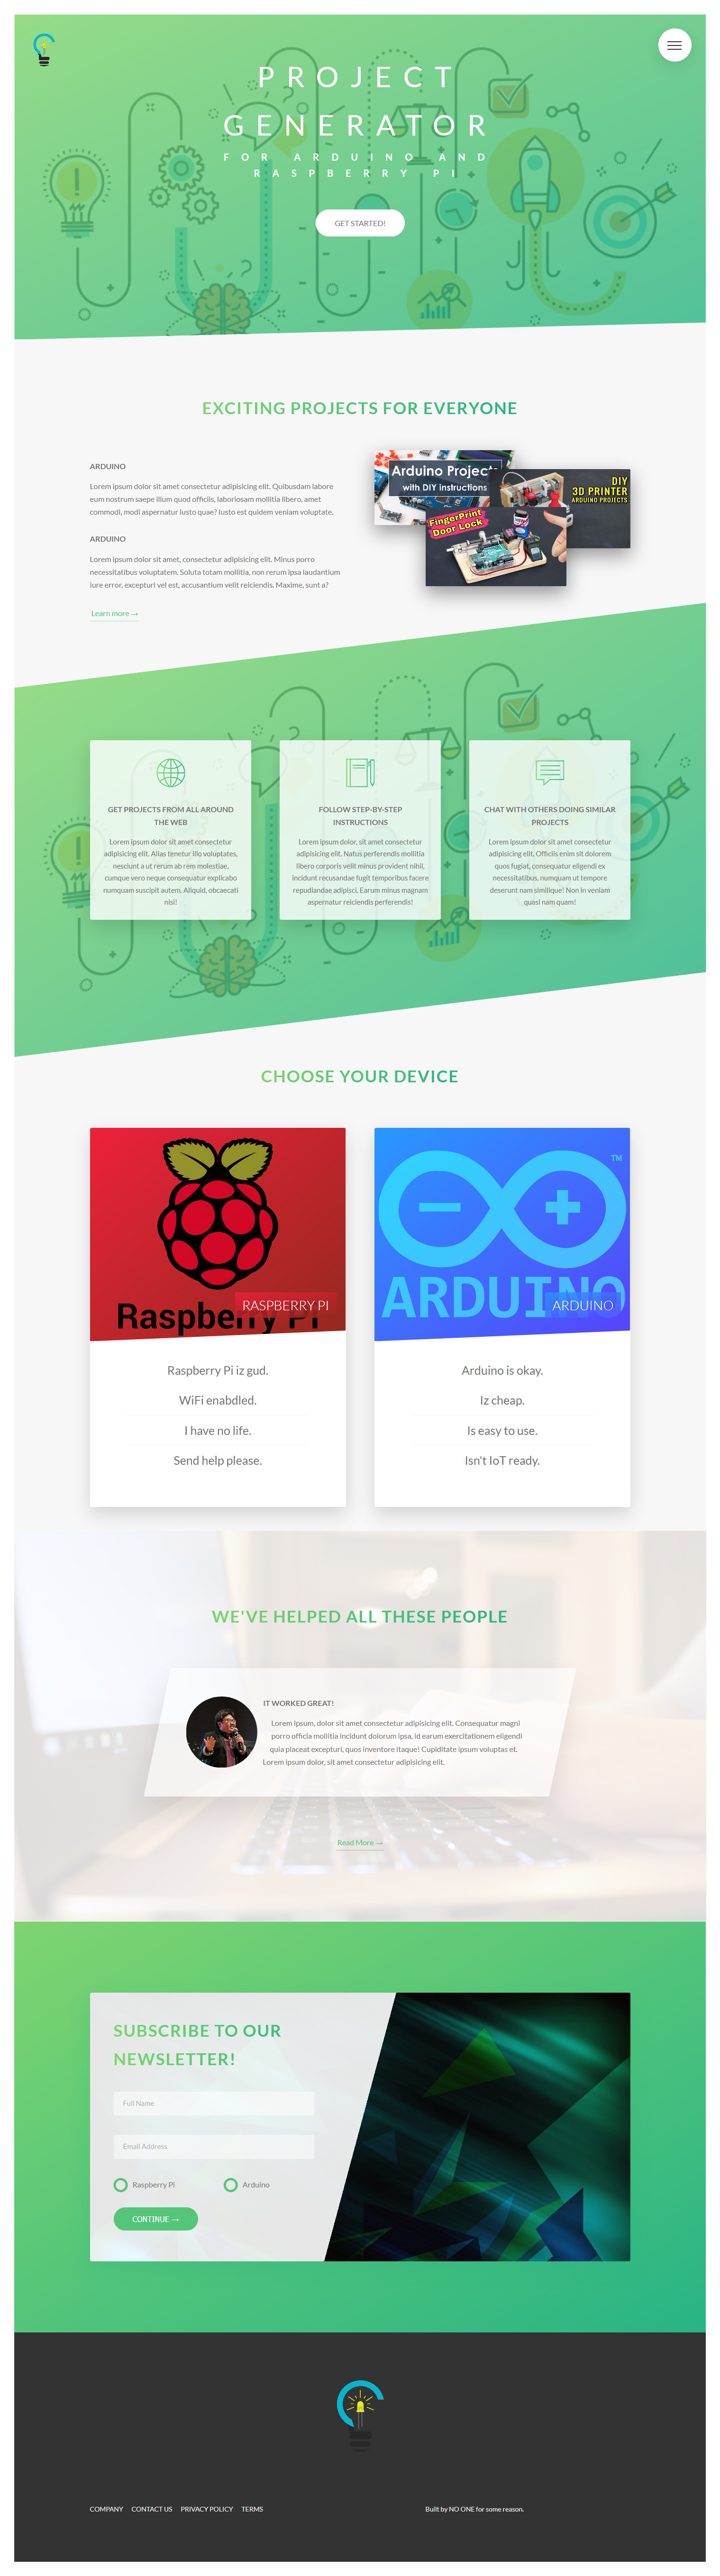 PROJECT
GENERATOR
FOR ARDUINO AND
RASPBERRY PI
GET STARTED!
EXCITING PROJECTS FOR EVERYONE
ARDUINO
Lorem ipsum dolor sit amet consectetur adipisicing elit. Quibusdam labore
eum nostrum saepe illum quod officiis, laboriosam mollitia libero, amet
commodi, modi aspernatur iusto quae? Iusto est quidem veniam voluptate.
ARDUINO
Lorem ipsum dolor sit amet, consectetur adipisicing elit. Minus porro
necessitatibus voluptatem. Soluta totam mollitia, non rerum ipsa laudantium
iure error, excepturi vel est, accusantium velit reiciendis. Maxime, sunt a?
Learn more →
Arduino Projects
with DIY Instructions
DIY
3D PRINTER
ARDUINO PROJECTS
FingerPrint
Door Lock
GET PROJECTS FROM ALL AROUND
THE WEB
Lorem ipsum dolor sit amet consectetur
adipisicing elit. Alias tenetur illo voluptates,
nesciunt a ut rerum ab rem molestiae,
cumque vero neque consequatur explicabo
numquam suscipit autem. Aliquid, obcaecati
nisi!
FOLLOW STEP-BY-STEP
INSTRUCTIONS
Lorem ipsum dolor, sit amet consectetur
adipisicing elit. Natus perferendis mollitia
libero corporis velit minus provident nihil,
incidunt recusandae fugit temporibus facere
repudiandae adipisci. Earum minus magnam
aspernatur reiciendis perferendis!
CHAT WITH OTHERS DOING SIMILAR
PROJECTS
Lorem ipsum dolor sit amet consectetur
adipisicing elit, Officiis enim sit dolorem
quos fugiat, consequatur eligendi ex
necessitatibus, numquam ut tempore
deserunt nam similique! Non in veniam
quasi nam quam!
CHOOSE YOUR DEVICE
Raspberry Pi
RASPBERRY PI
Raspberry Pi iz gud.
WiFi enabdled.
I have no life.
Send help please.
TM
ARDUINO
ARDUINO
Arduino is okay.
Iz cheap.
Is easy to use.
Isn't IoT ready.
WE'VE HELPED ALL THESE PEOPLE
IT WORKED GREAT!
Lorem ipsum, dolor sit amet consectetur adipisicing elit. Consequatur magni
porro officia mollitia incidunt dolorum ipsa, id earum exercitationem eligendi
quia placeat excepturi, quos inventore itaque! Cupiditate ipsum voluptas et.
Lorem ipsum dolor, sit amet consectetur adipisicing elit.
Read More →
SUBSCRIBE TO OUR
NEWSLETTER!
Full Name
Email Address
Raspberry Pi
Arduino
CONTINUE →
COMPANY CONTACT US PRIVACY POLICY TERMS
Built by NO ONE for some reason.